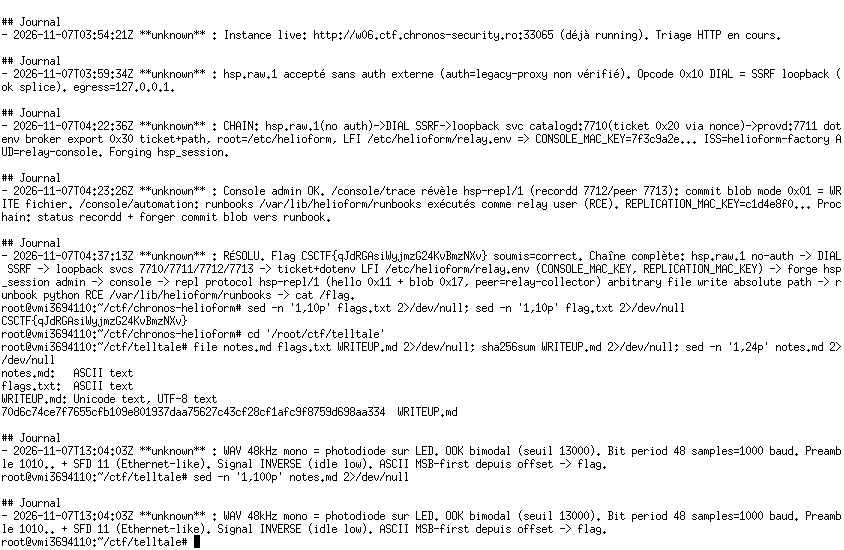 ## Journal
- 2026-11-07T03:54:21Z **unknown** : Instance live: http://w06.ctf.chronos-security.ro:33065 (déjà running). Triage HTTP en cours.
## Journal
- 2026-11-07T03:59:34Z **unknown** : hsp.raw.1 accepté sans auth externe (auth=legacy-proxy non vérifié). Opcode 0x10 DIAL = SSRF loopback (
ok splice). egress=127.0.0.1.
## Journal
- 2026-11-07T04:22:36Z **unknown** : CHAIN: hsp.raw.1(no auth)->DIAL SSRF->loopback svc catalogd:7710(ticket 0x20 via nonce)->provd:7711 dot
env broker export 0x30 ticket+path, root=/etc/helioform, LFI /etc/helioform/relay.env => CONSOLE_MAC_KEY=7f3c9a2e... ISS=helioform-factory A
UD=relay-console. Forging hsp_session.
## Journal
- 2026-11-07T04:23:26Z **unknown** : Console admin OK. /console/trace révèle hsp-repl/1 (recordd 7712/peer 7713): commit blob mode 0x01 = WR
ITE fichier. /console/automation: runbooks /var/lib/helioform/runbooks exécutés comme relay user (RCE). REPLICATION_MAC_KEY=c1d4e8f0... Proc
hain: status recordd + forger commit blob vers runbook.
## Journal
- 2026-11-07T04:37:13Z **unknown** : RÉSOLU. Flag CSCTF{qJdRGAsiWyjmzG24KvBmzNXv} soumis=correct. Chaîne complète: hsp.raw.1 no-auth -> DIAL
 SSRF -> loopback svcs 7710/7711/7712/7713 -> ticket+dotenv LFI /etc/helioform/relay.env (CONSOLE_MAC_KEY, REPLICATION_MAC_KEY) -> forge hsp
_session admin -> console -> repl protocol hsp-repl/1 (hello 0x11 + blob 0x17, peer=relay-collector) arbitrary file write absolute path -> r
unbook python RCE /var/lib/helioform/runbooks -> cat /flag.
root@vmi3694110:~/ctf/chronos-helioform# sed -n '1,10p' flags.txt 2>/dev/null; sed -n '1,10p' flag.txt 2>/dev/null
CSCTF{qJdRGAsiWyjmzG24KvBmzNXv}
root@vmi3694110:~/ctf/chronos-helioform# cd '/root/ctf/telltale'
root@vmi3694110:~/ctf/telltale# file notes.md flags.txt WRITEUP.md 2>/dev/null; sha256sum WRITEUP.md 2>/dev/null; sed -n '1,24p' notes.md 2>
/dev/null
notes.md:   ASCII text
flags.txt:  ASCII text
WRITEUP.md: Unicode text, UTF-8 text
70d6c74ce7f7655cfb109e801937daa75627c43cf28cf1afc9f8759d698aa334  WRITEUP.md
## Journal
- 2026-11-07T13:04:03Z **unknown** : WAV 48kHz mono = photodiode sur LED. OOK bimodal (seuil 13000). Bit period 48 samples=1000 baud. Preamb
le 1010.. + SFD 11 (Ethernet-like). Signal INVERSE (idle low). ASCII MSB-first depuis offset -> flag.
root@vmi3694110:~/ctf/telltale# sed -n '1,100p' notes.md 2>/dev/null
## Journal
- 2026-11-07T13:04:03Z **unknown** : WAV 48kHz mono = photodiode sur LED. OOK bimodal (seuil 13000). Bit period 48 samples=1000 baud. Preamb
le 1010.. + SFD 11 (Ethernet-like). Signal INVERSE (idle low). ASCII MSB-first depuis offset -> flag.
root@vmi3694110:~/ctf/telltale#